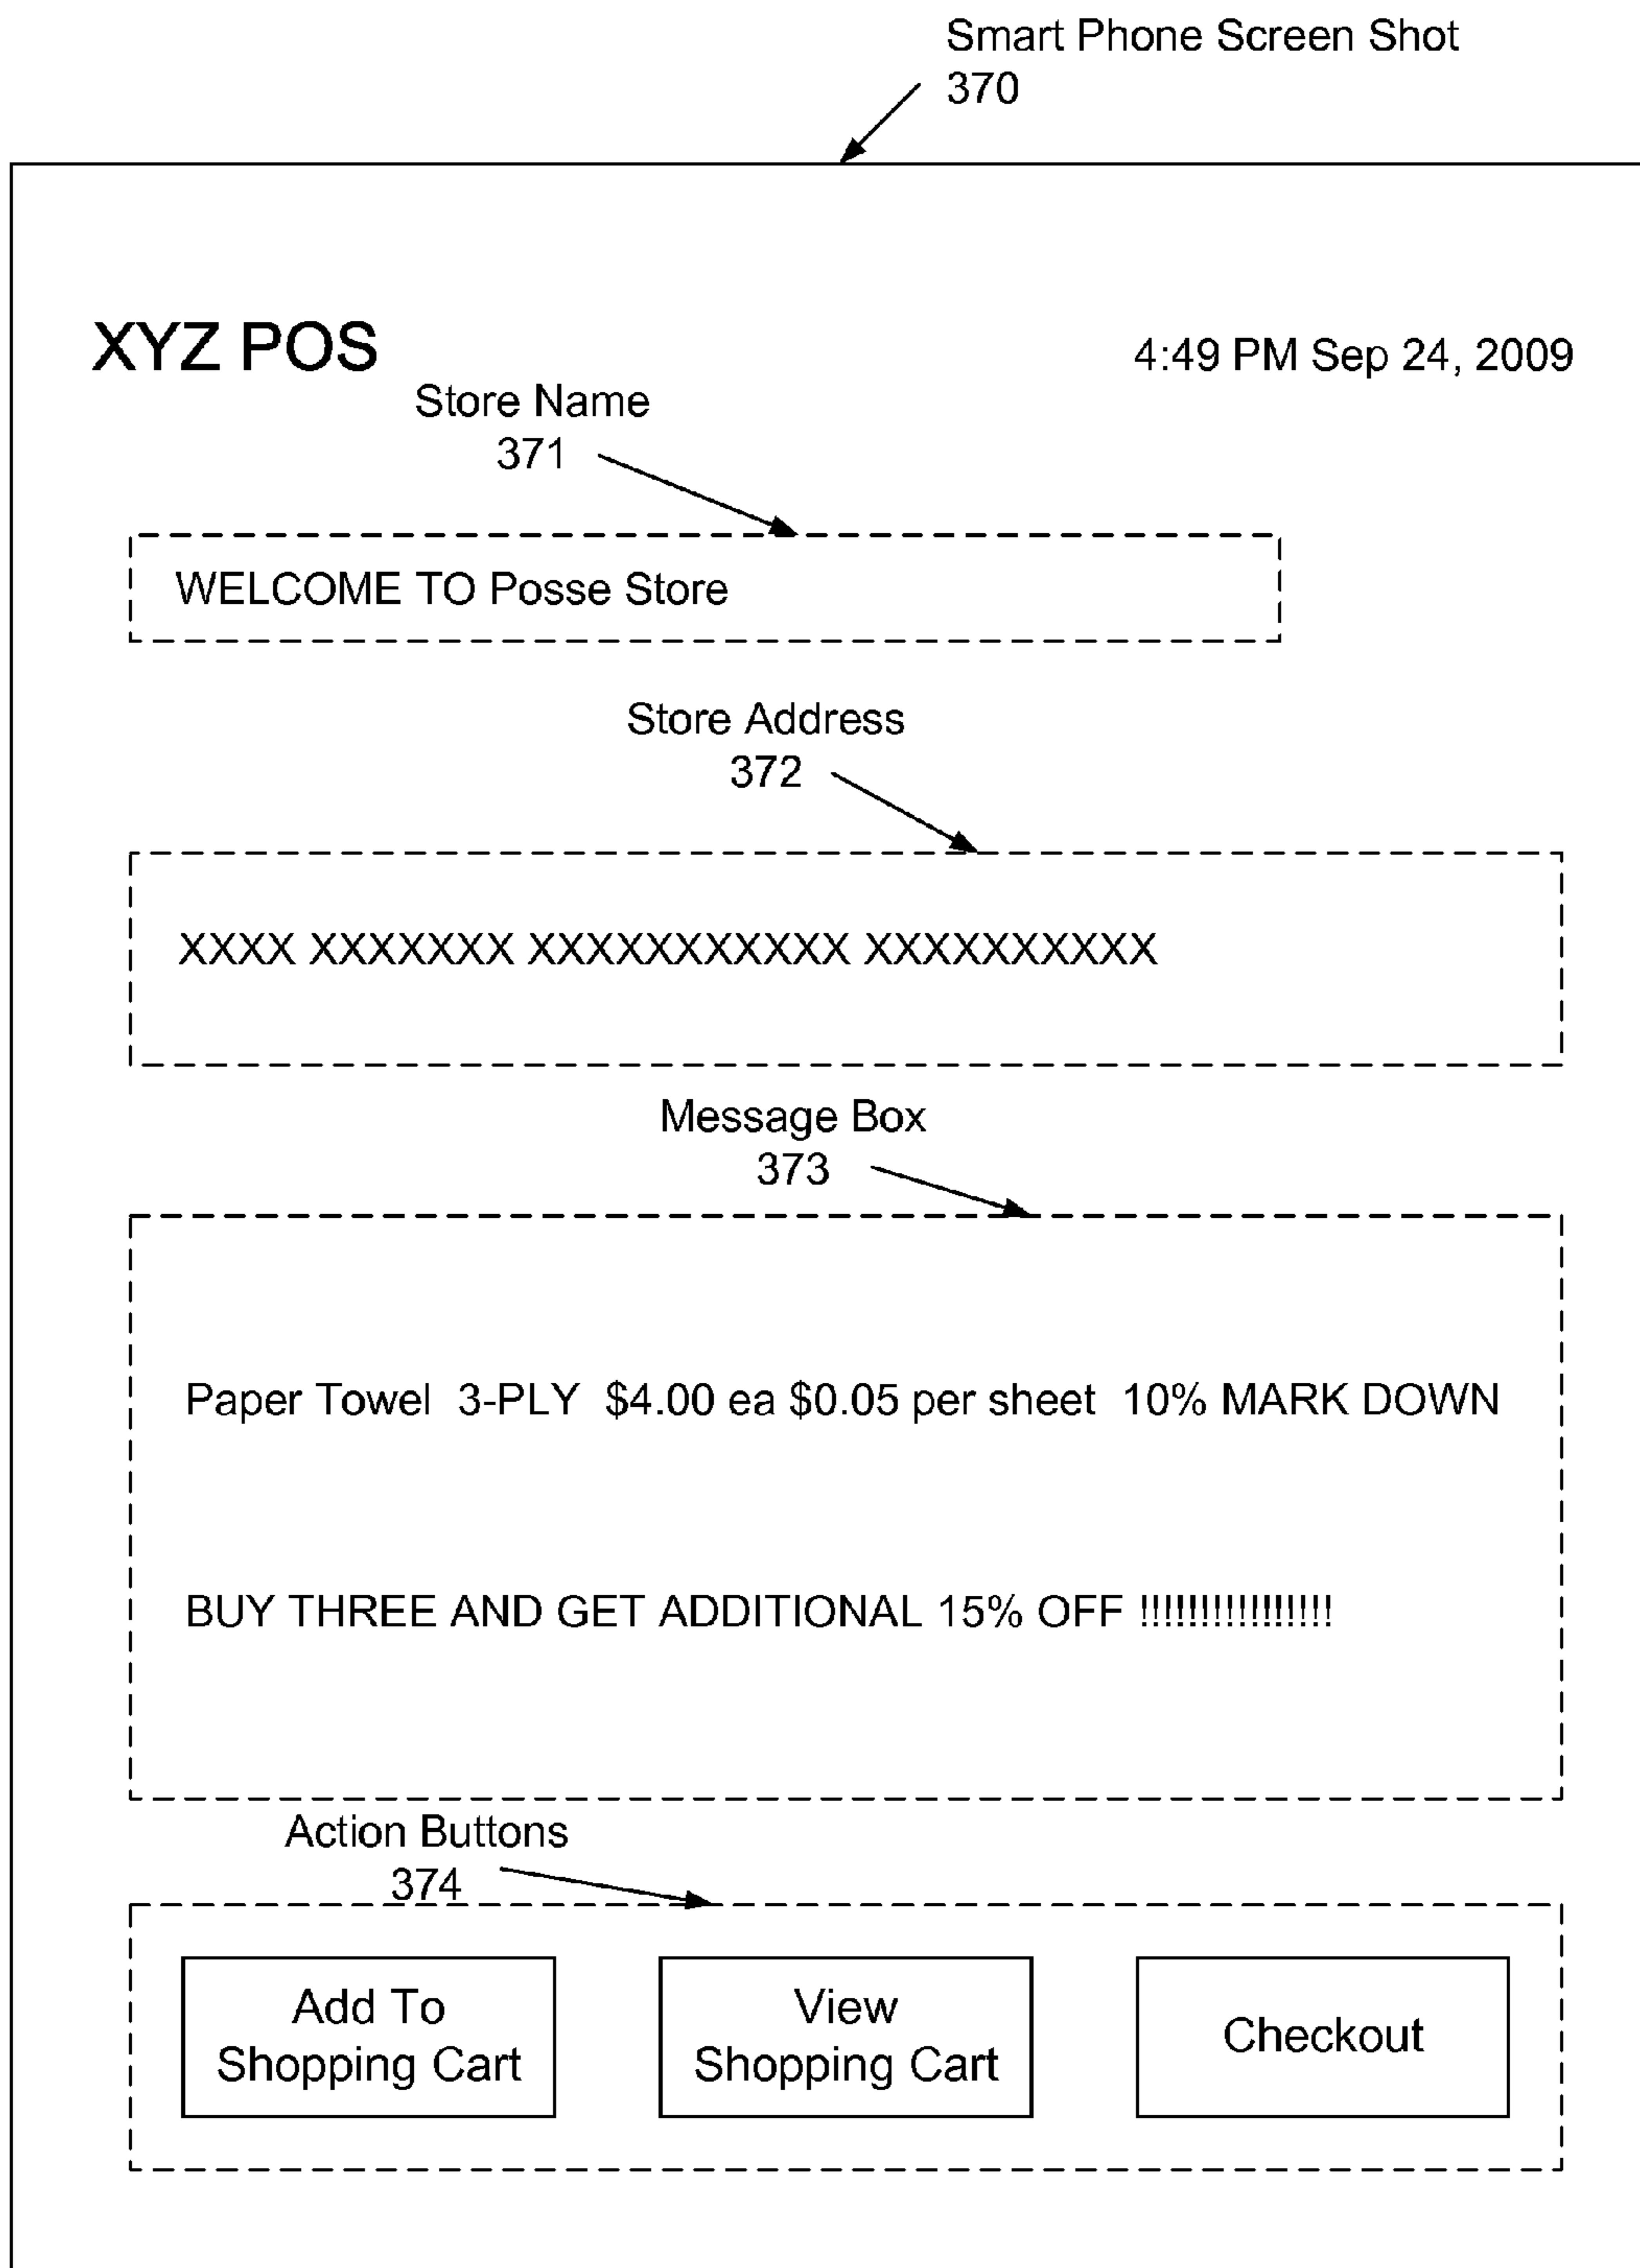 Smart Phone Screen Shot
370
XYZ POS
4:49 PM Sep 24, 2009
Store Name
371
WELCOME TO Posse Store
Store Address
372
XXXX XXXXXXX XXXXXXXXXXX XXXXXXXXXX
Message Box
373
Paper Towel  3-PLY  $4.00 ea $0.05 per sheet  10% MARK DOWN
BUY THREE AND GET ADDITIONAL 15% OFF !!!!!!!!!!!!!!!!
Action Buttons
374
Add To
Shopping Cart
View
Shopping Cart
Checkout